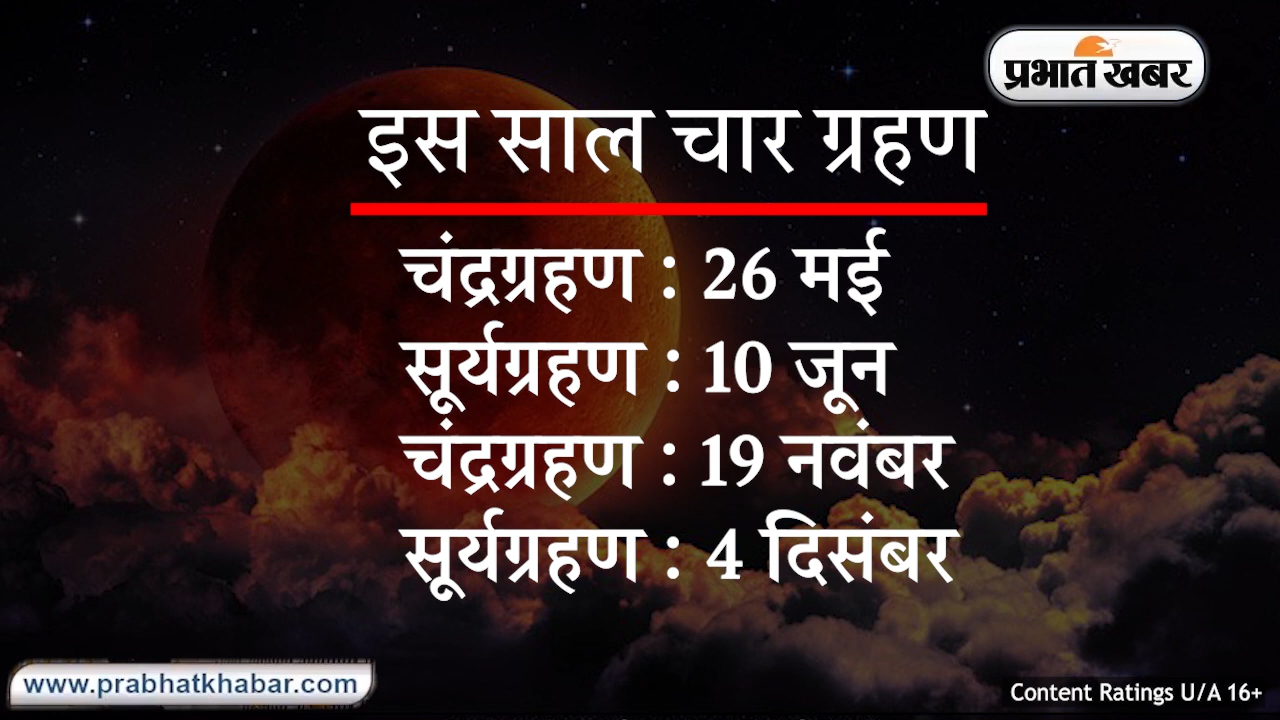 प्रभात खबर
इस साल चार ग्रहण
चंद्रग्रहण : 26 मई
सूर्यग्रहण : 10 जून
चंद्रग्रहण : 19 नवंबर
सूर्यग्रहण : 4 दिसंबर
www.prabhatkhabar.com
Content Ratings U/A 16+